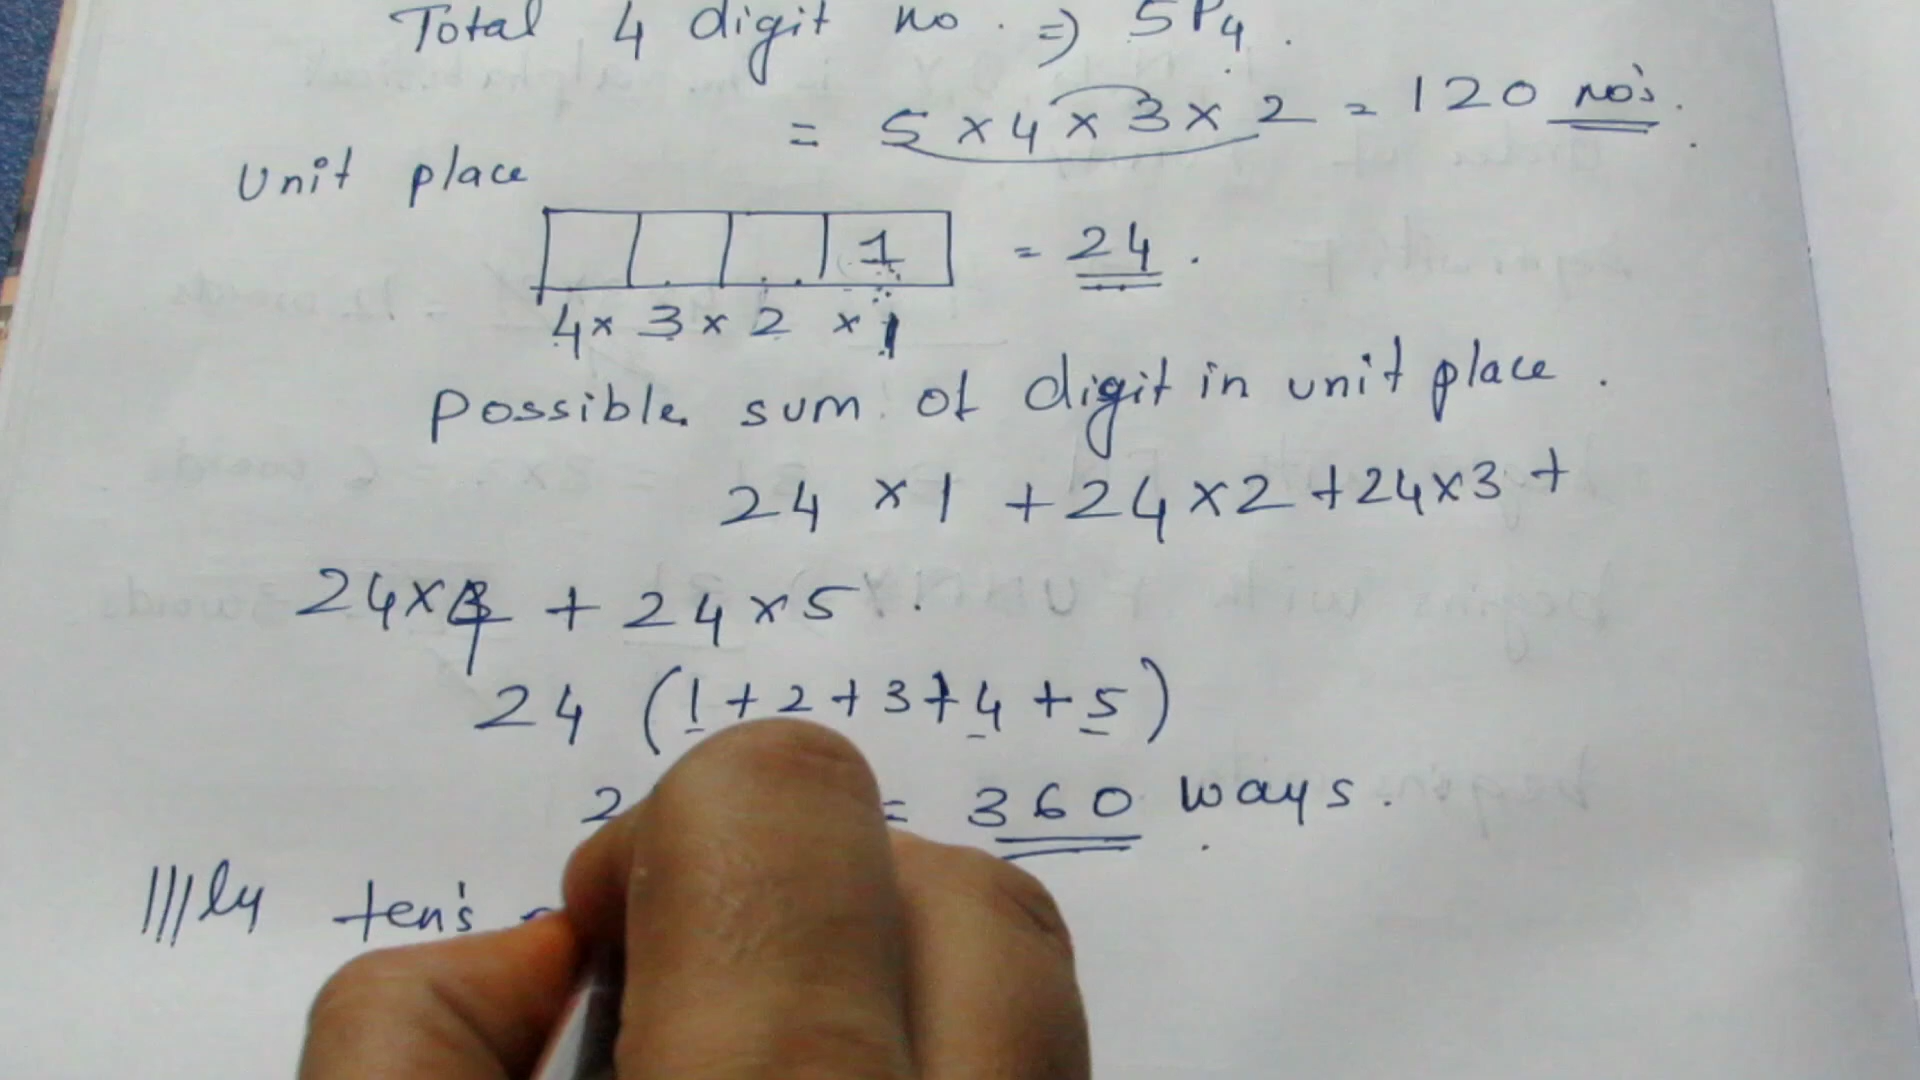 Total 4 digit no. ⇒ 5P4.
= 5 × 4 × 3 × 2 = 120 no's.
Unit place
1 = 24.
4 × 3 × 2 × 1
possible sum of digit in unit place.
24 × 1 + 24 × 2 + 24 × 3 +
24 × 4 + 24 × 5.
24 (1 + 2 + 3 + 4 + 5)
2 = 360 ways.
|||ly ten's